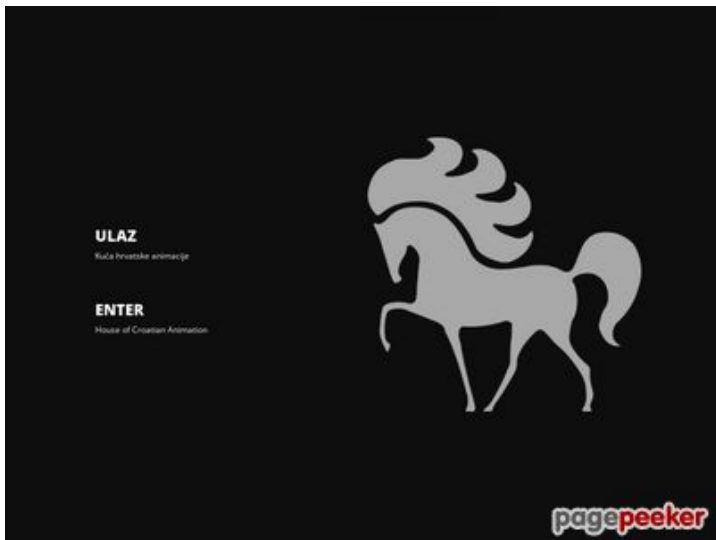 ULAZ
Kuća hrvatske animacije
ENTER
House of Croatian Animation
pagepeeker